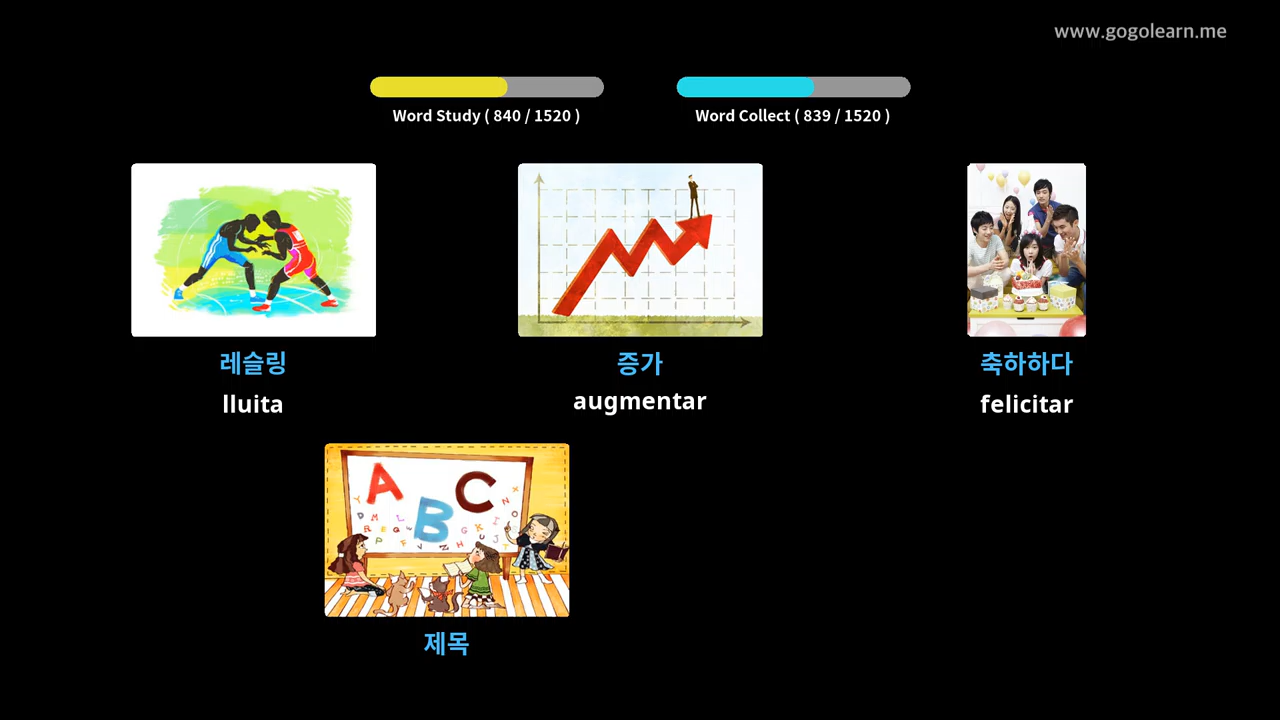 www.gogolearn.me
Word Study ( 840 / 1520 )
Word Collect ( 839 / 1520 )
레슬링
lluita
증가
augmentar
축하하다
felicitar
A B C
제목